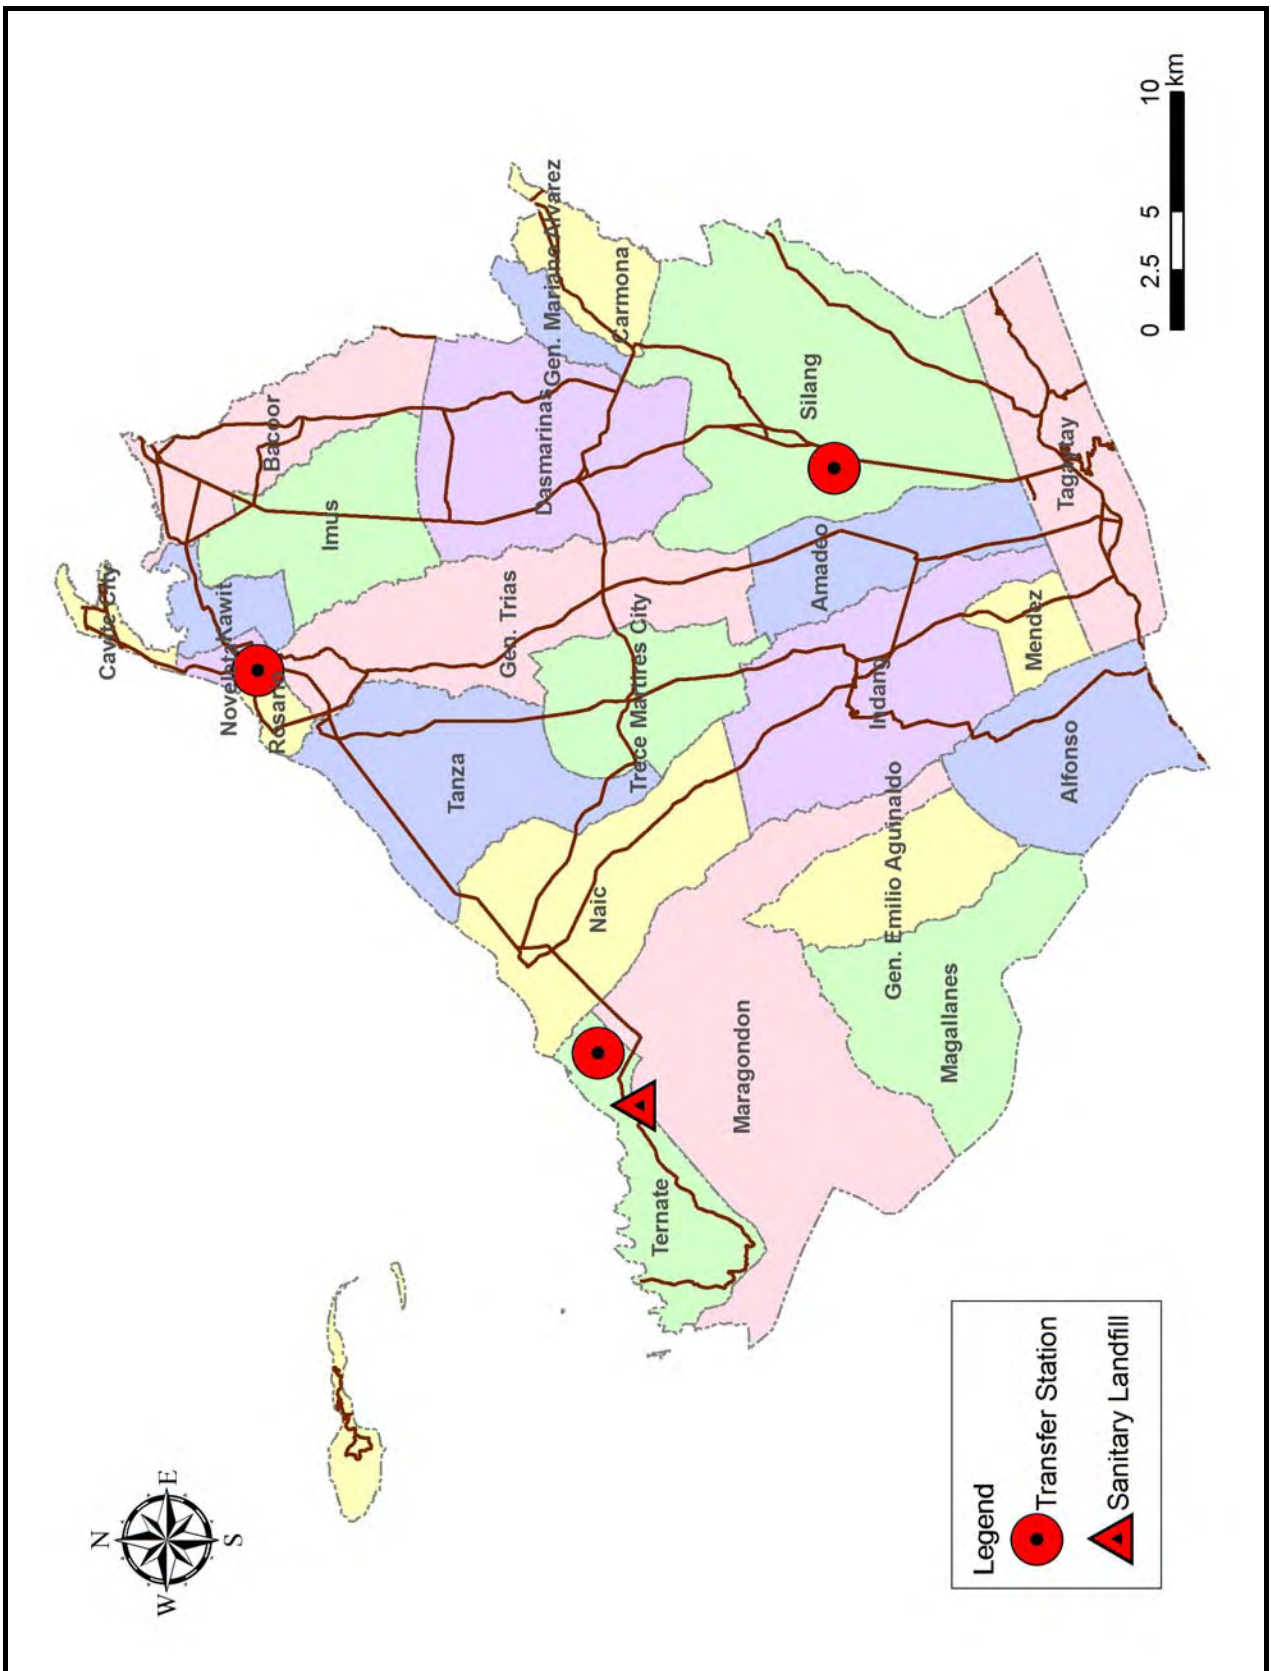 N
W
E
S
Cavite City
Noveleta
Kawit
Rosario
Bacoor
Imus
Tanza
Gen. Trias
Dasmarinas
Gen. Mariano Alvarez
Naic
Trece Martires City
Carmona
Ternate
Maragondon
Amadeo
Silang
Indang
Gen. Emilio Aguinaldo
Magallanes
Mendez
Alfonso
Tagaytay
Legend
Transfer Station
Sanitary Landfill
0 2.5 5 10
km